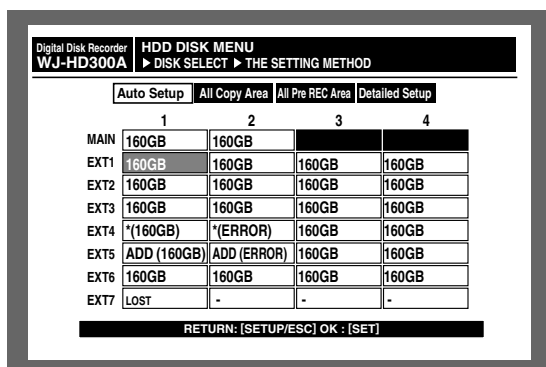 Digital Disk Recorder HDD DISK MENU
WJ-HD300A ▶ DISK SELECT ▶ THE SETTING METHOD
Auto Setup All Copy Area All Pre REC Area Detailed Setup
1 2 3 4
MAIN 160GB 160GB
EXT1 160GB 160GB 160GB 160GB
EXT2 160GB 160GB 160GB 160GB
EXT3 160GB 160GB 160GB 160GB
EXT4 *(160GB) *(ERROR) 160GB 160GB
EXT5 ADD (160GB) ADD (ERROR) 160GB 160GB
EXT6 160GB 160GB 160GB 160GB
EXT7 LOST - - -
RETURN: [SETUP/ESC] OK : [SET]